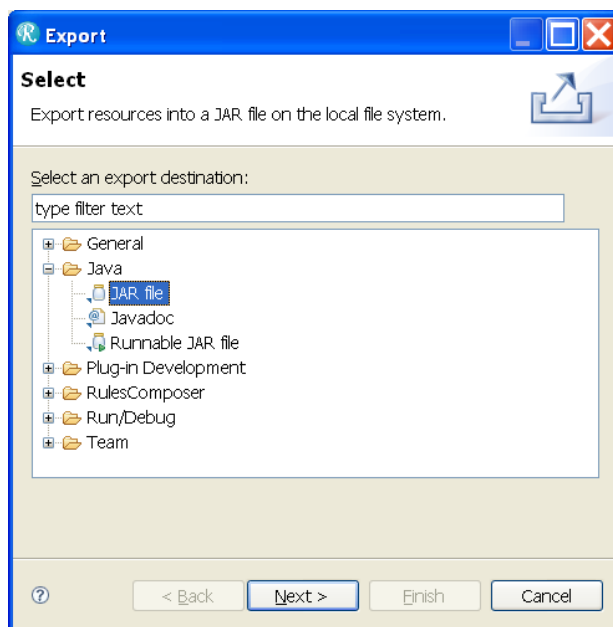 Export
Select
Export resources into a JAR file on the local file system.
Select an export destination:
type filter text
General
Java
JAR file
Javadoc
Runnable JAR file
Plug-in Development
RulesComposer
Run/Debug
Team
< Back Next > Finish Cancel